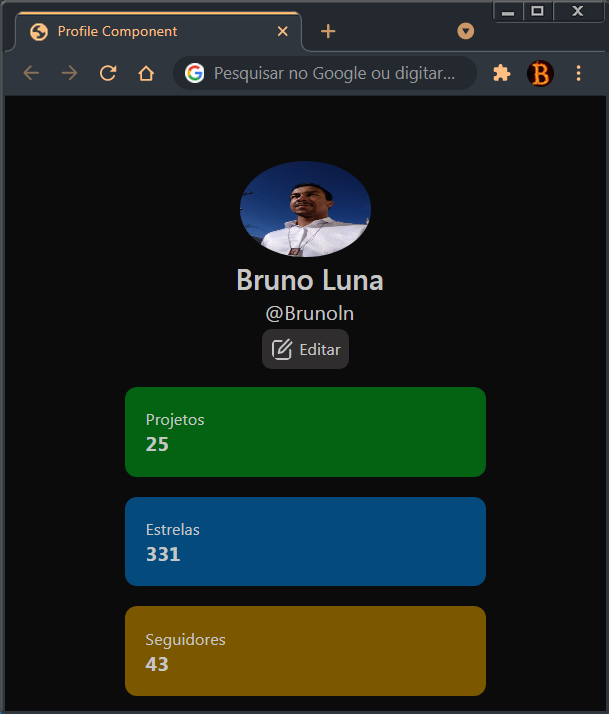 Profile Component
Pesquisar no Google ou digitar...
Bruno Luna
@Brunoln
Editar
Projetos
25
Estrelas
331
Seguidores
43